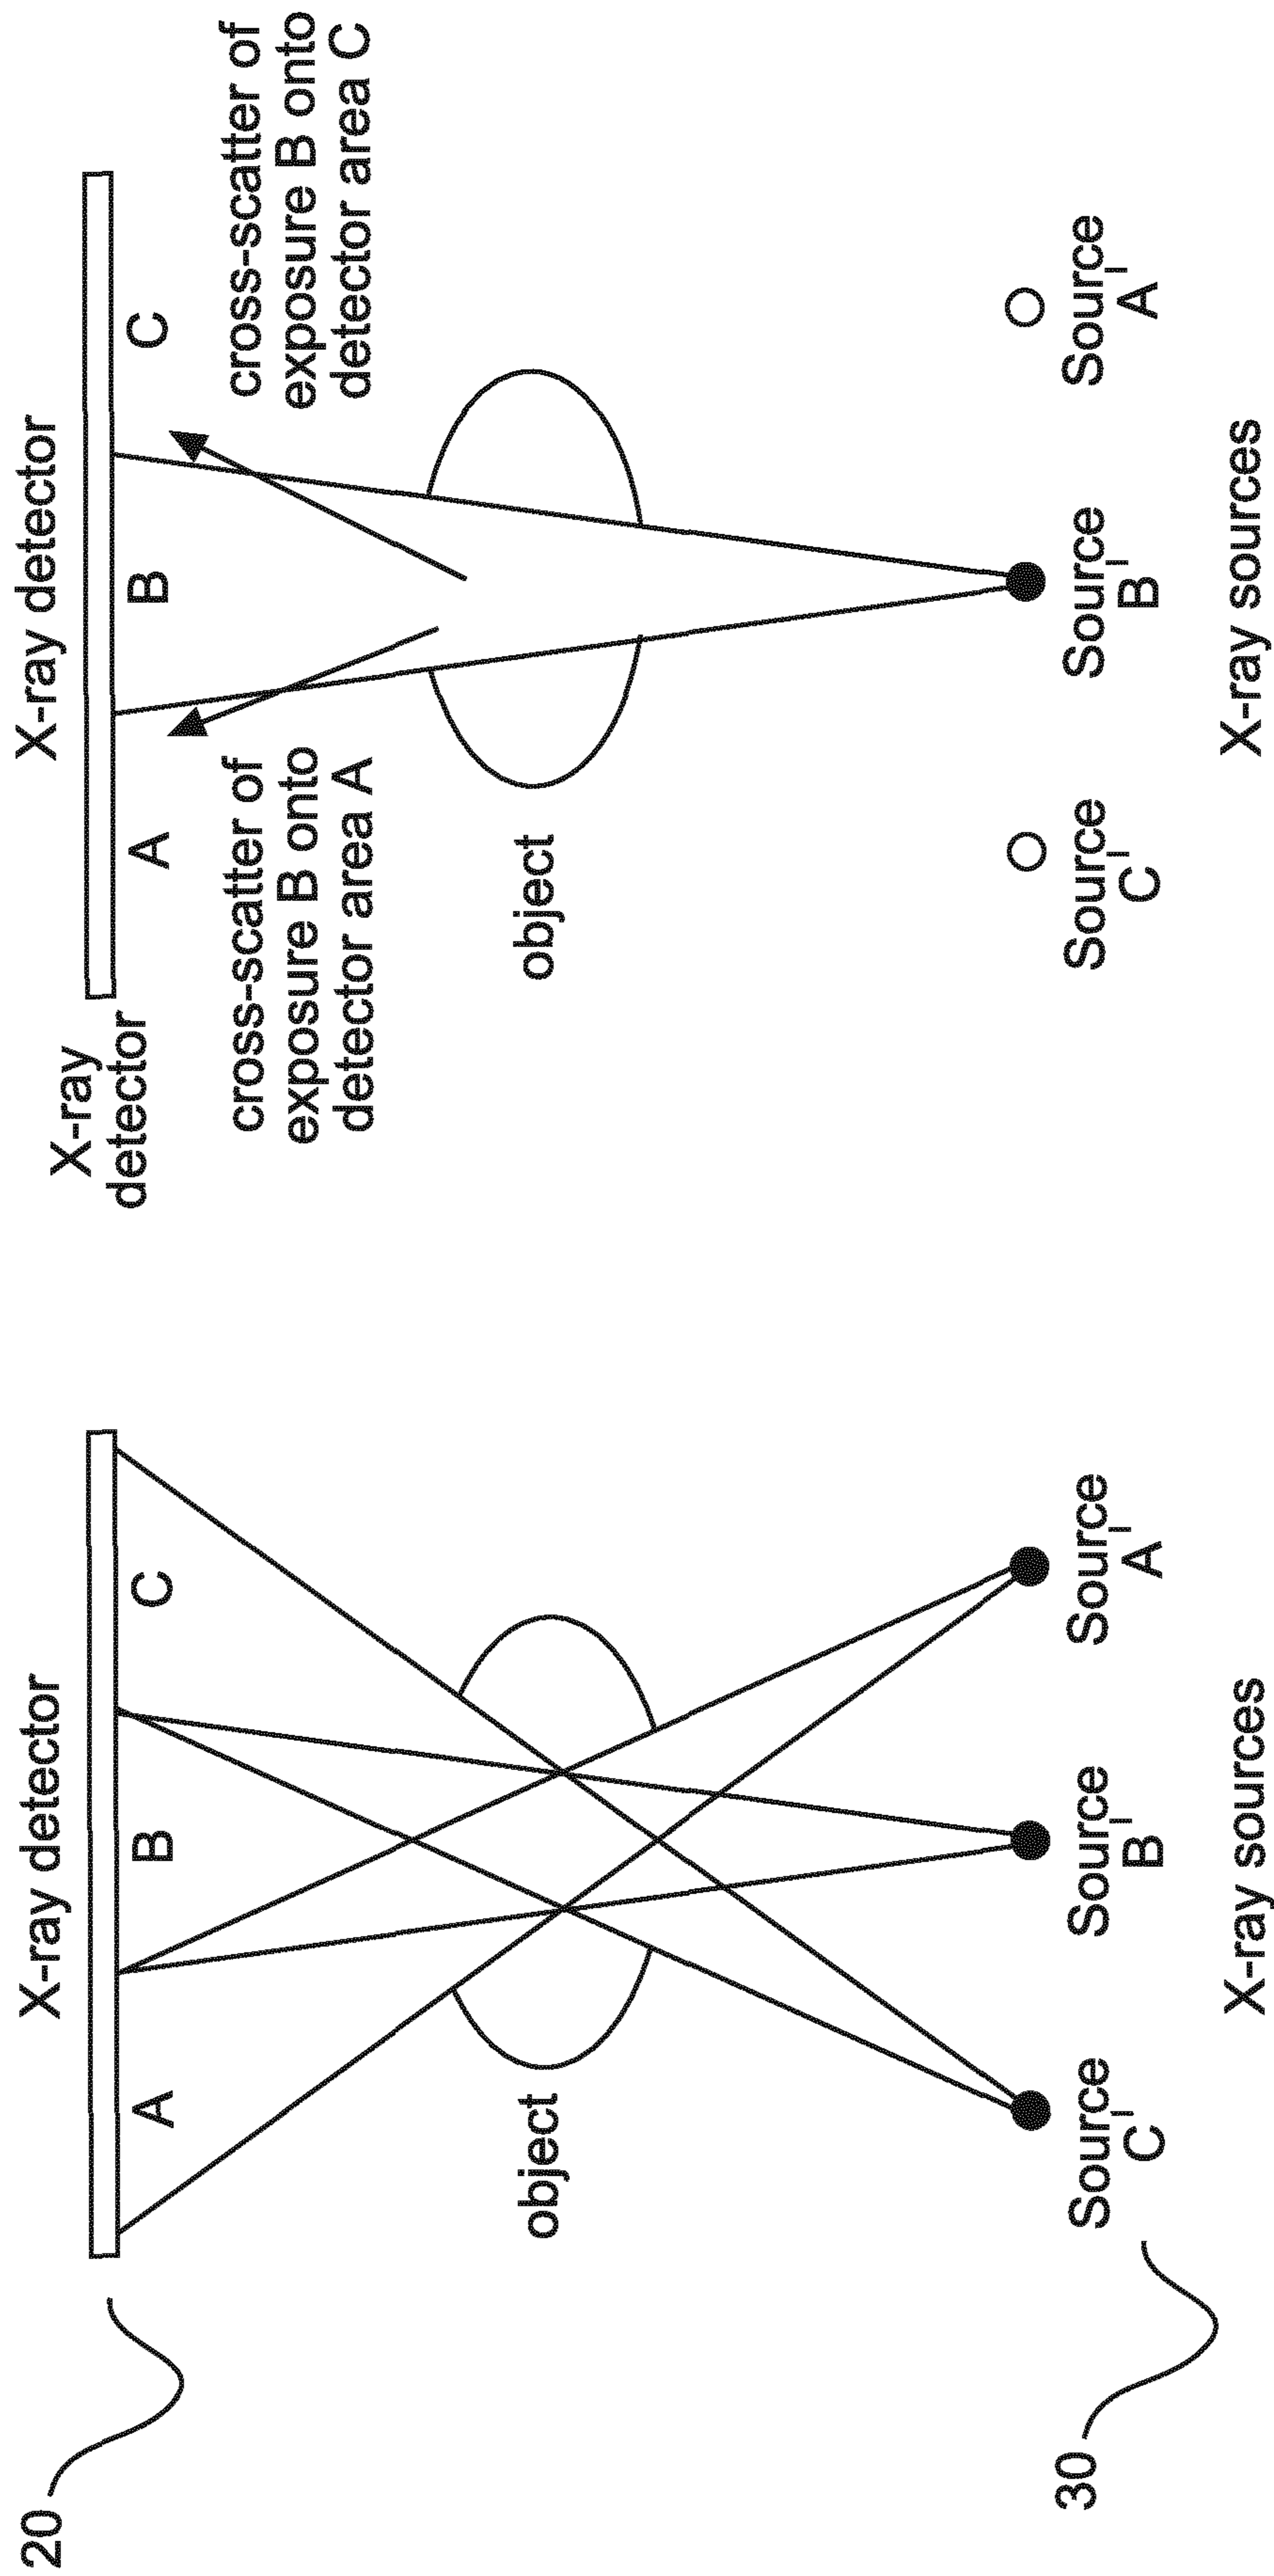 20
X-ray detector
A
B
C
object
Source
C
Source
B
Source
A
X-ray sources
30
X-ray
detector
X-ray detector
A
B
C
cross-scatter of
exposure B onto
detector area A
cross-scatter of
exposure B onto
detector area C
object
Source
C
Source
B
Source
A
X-ray sources